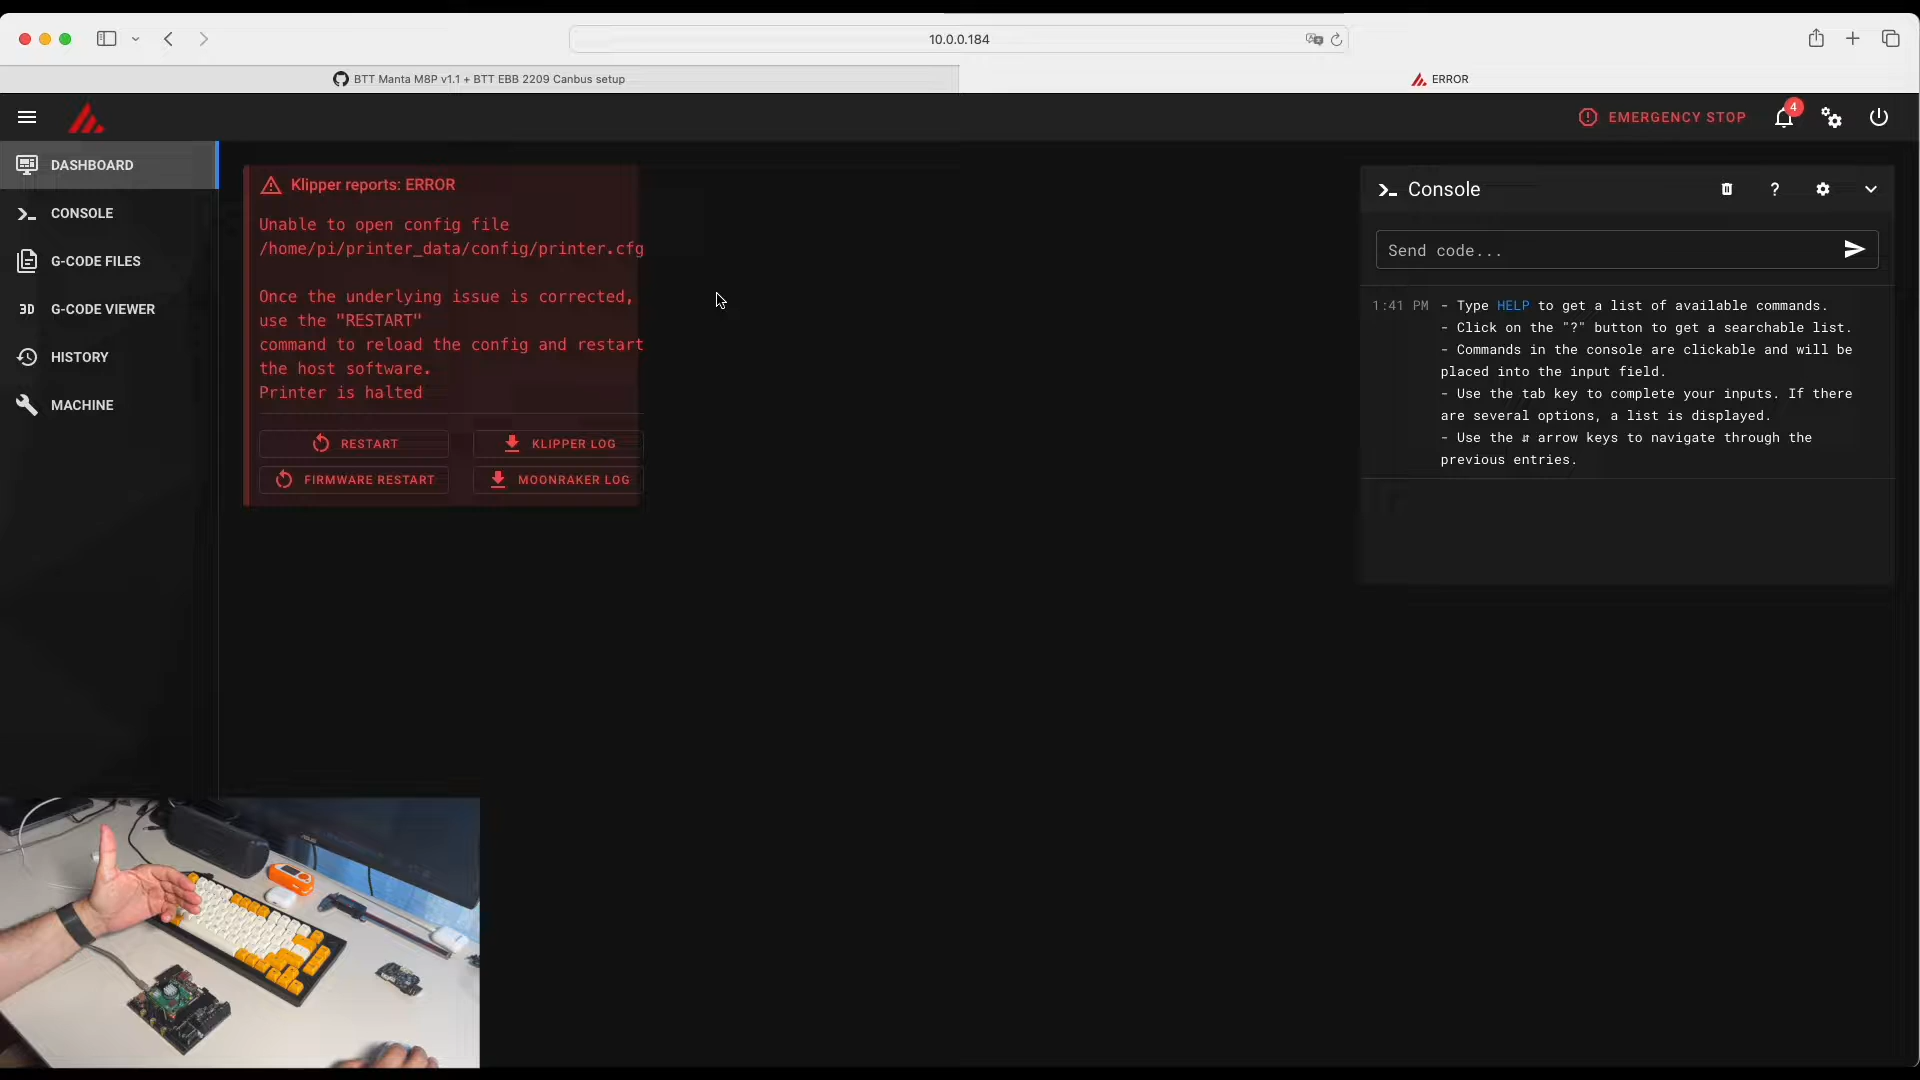 10.0.0.184
BTT Manta M8P v1.1 + BTT EBB 2209 Canbus setup
ERROR
EMERGENCY STOP
4
DASHBOARD
CONSOLE
G-CODE FILES
3D G-CODE VIEWER
HISTORY
MACHINE
Klipper reports: ERROR
Unable to open config file
/home/pi/printer_data/config/printer.cfg
Once the underlying issue is corrected,
use the "RESTART"
command to reload the config and restart
the host software.
Printer is halted
RESTART
KLIPPER LOG
FIRMWARE RESTART
MOONRAKER LOG
Console
Send code...
1:41 PM - Type HELP to get a list of available commands.
- Click on the "?" button to get a searchable list.
- Commands in the console are clickable and will be
placed into the input field.
- Use the tab key to complete your inputs. If there
are several options, a list is displayed.
- Use the ⇵ arrow keys to navigate through the
previous entries.
ASUS